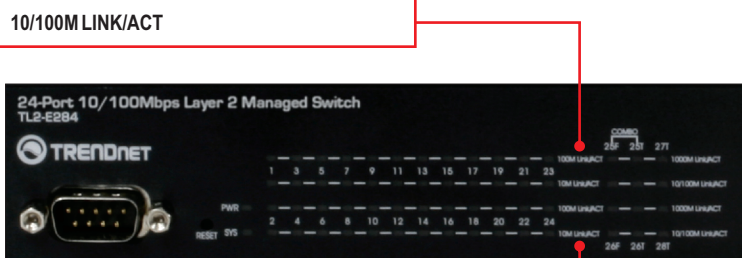 10/100M LINK/ACT
24-Port 10/100Mbps Layer 2 Managed Switch
TL2-E284
TRENDNET
COMBO
25F 25T 27T
100M Link/ACT 1000M Link/ACT
1 3 5 7 9 11 13 15 17 19 21 23
10M Link/ACT 10/100M Link/ACT
PWR 100M Link/ACT 1000M Link/ACT
2 4 6 8 10 12 14 16 18 20 22 24
RESET SYS 10M Link/ACT 10/100M Link/ACT
26F 26T 28T